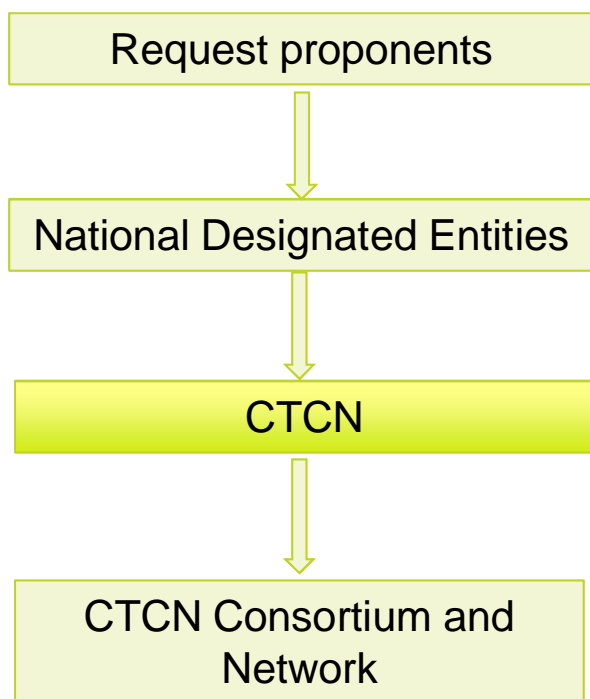 Request proponents
National Designated Entities
CTCN
CTCN Consortium and
Network